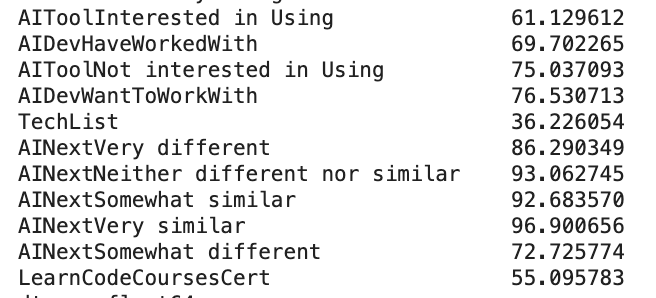 AIToolInterested in Using 61.129612
AIDevHaveWorkedWith 69.702265
AIToolNot interested in Using 75.037093
AIDevWantToWorkWith 76.530713
TechList 36.226054
AINextVery different 86.290349
AINextNeither different nor similar 93.062745
AINextSomewhat similar 92.683570
AINextVery similar 96.900656
AINextSomewhat different 72.725774
LearnCodeCoursesCert 55.095783